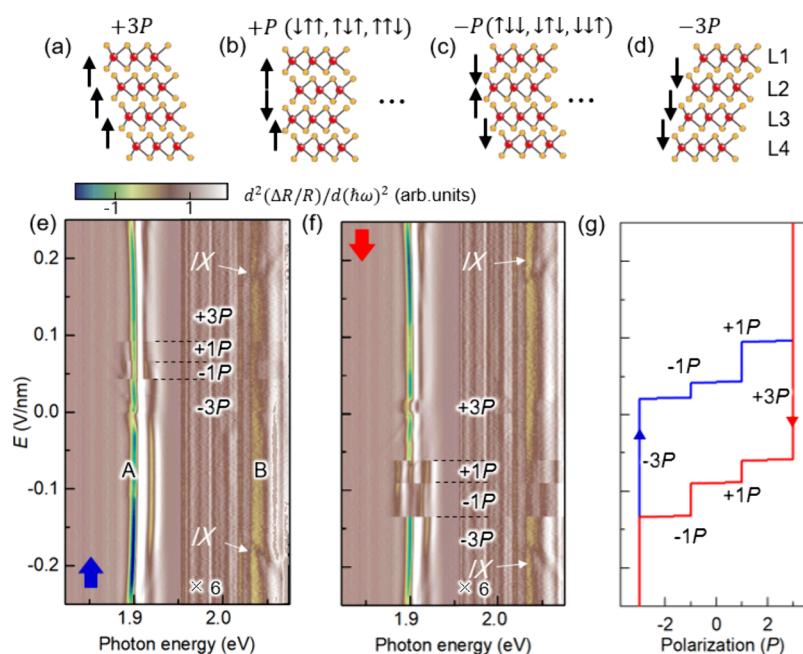 +3P
+P (↓↑↑, ↑↓↑, ↑↑↓)
−P(↑↓↓, ↓↑↓, ↓↓↑)
−3P
(a)
(b)
(c)
(d)
...
...
L1
L2
L3
L4
d²(ΔR/R)/d(ħω)² (arb.units)
-1
1
(e)
(f)
(g)
E (V/nm)
0.2
0.1
0.0
-0.1
-0.2
IX
+3P
+1P
-1P
-3P
A
B
IX
× 6
1.9
2.0
Photon energy (eV)
IX
+3P
+1P
-1P
-3P
IX
× 6
1.9
2.0
Photon energy (eV)
+1P
-1P
+3P
-3P
+1P
-1P
-2
0
2
Polarization (P)